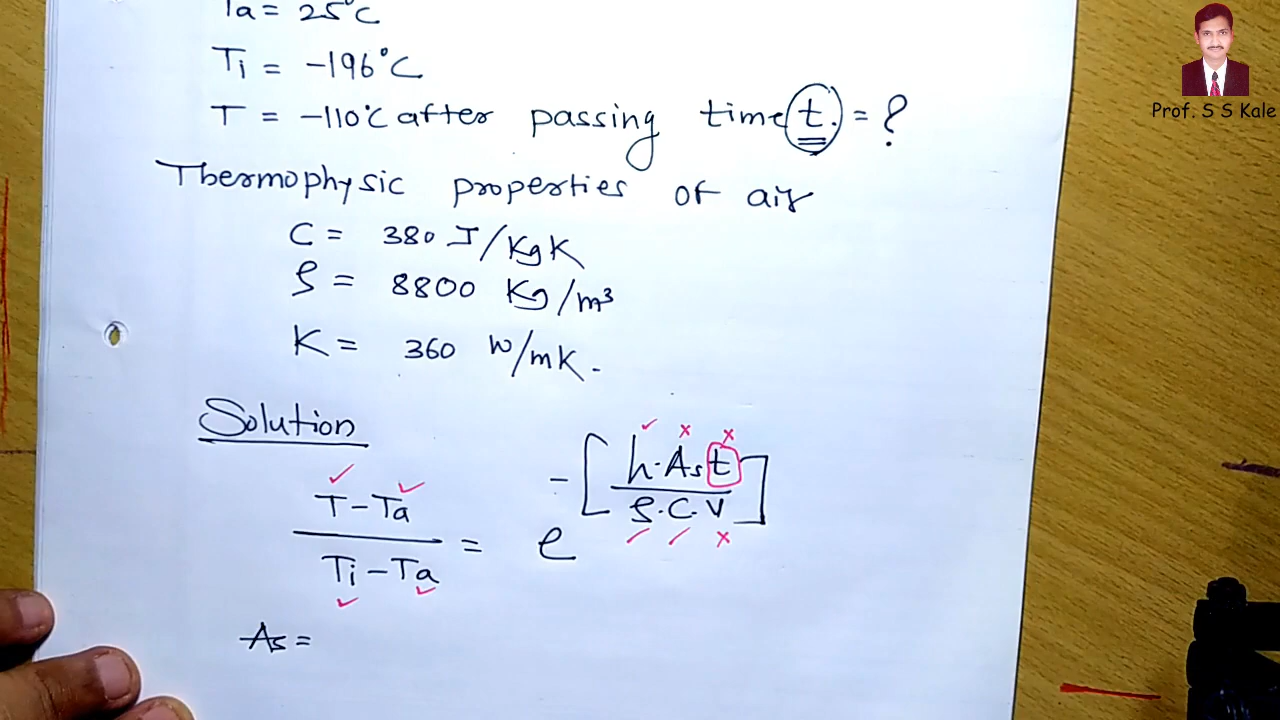 Ta = 25°C
Ti = -196°C
T = -110°C after passing time t. = ?
Thermophysic properties of air
C = 380 J/KgK
ρ = 8800 Kg/m³
K = 360 W/mK.
Solution
T-Ta / Ti-Ta = e -[h·As t / ρ·C·V]
As =
Prof. S S Kale